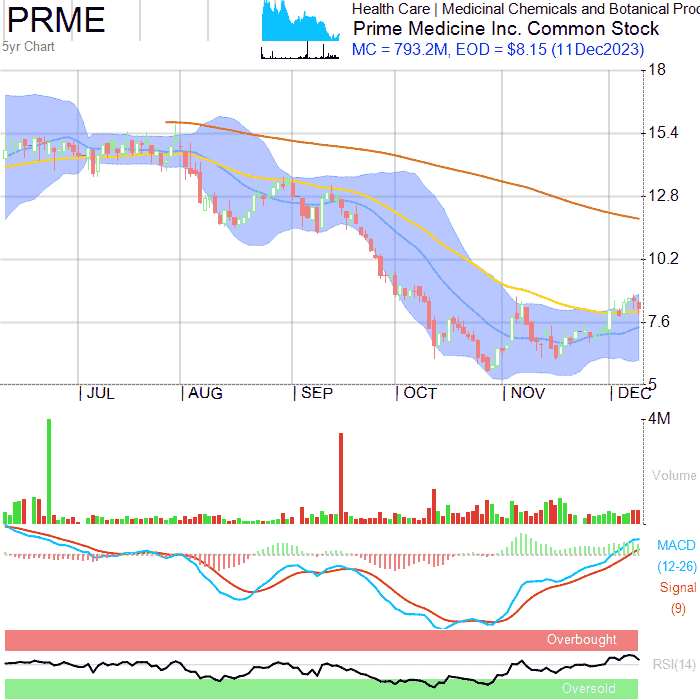 PRME
5yr Chart
Health Care | Medicinal Chemicals and Botanical Prod
Prime Medicine Inc. Common Stock
MC = 793.2M, EOD = $8.15 (11Dec2023)
18
15.4
12.8
10.2
7.6
5
| JUL | AUG | SEP | OCT | NOV | DEC
4M
Volume
MACD
(12-26)
Signal
(9)
Overbought
RSI(14)
Oversold